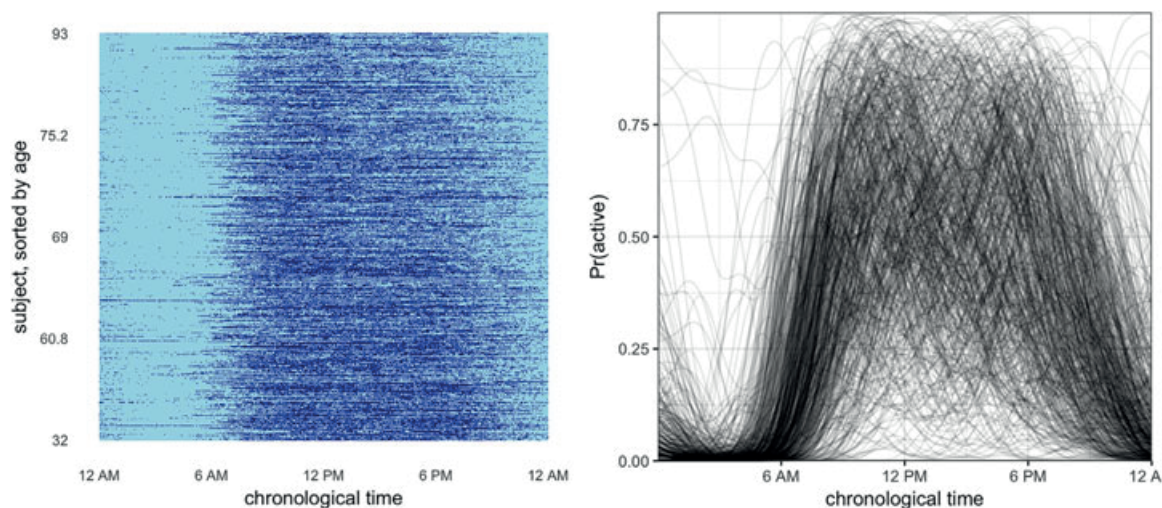 93
75.2
69
60.8
32
subject, sorted by age
12 AM 6 AM 12 PM 6 PM 12 AM
chronological time
0.75
0.50
0.25
0.00
Pr(active)
6 AM 12 PM 6 PM 12 A
chronological time